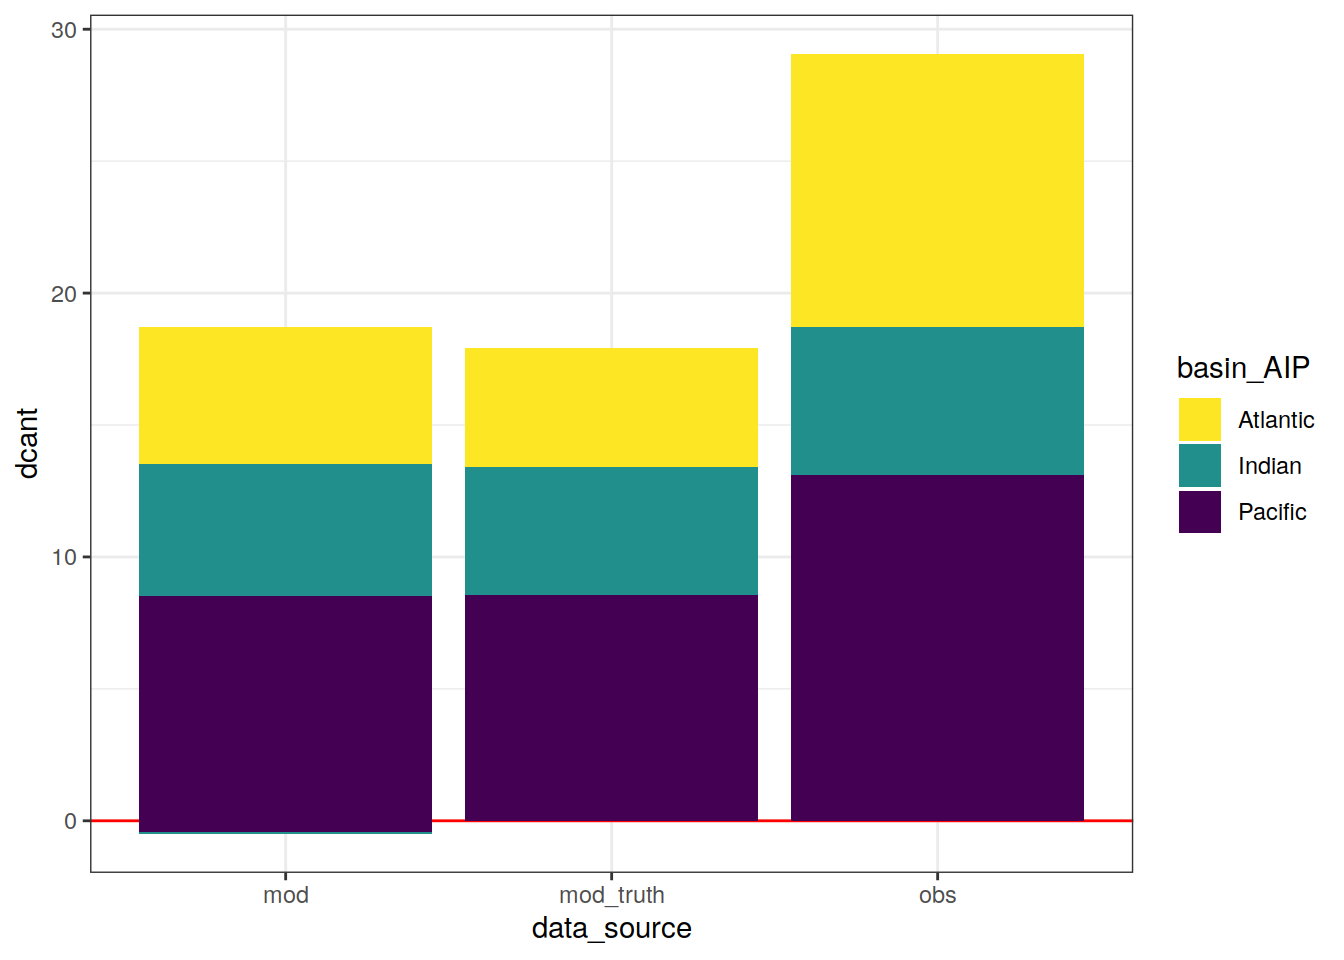 30
20
10
0
dcant
mod
mod_truth
obs
data_source
basin_AIP
Atlantic
Indian
Pacific